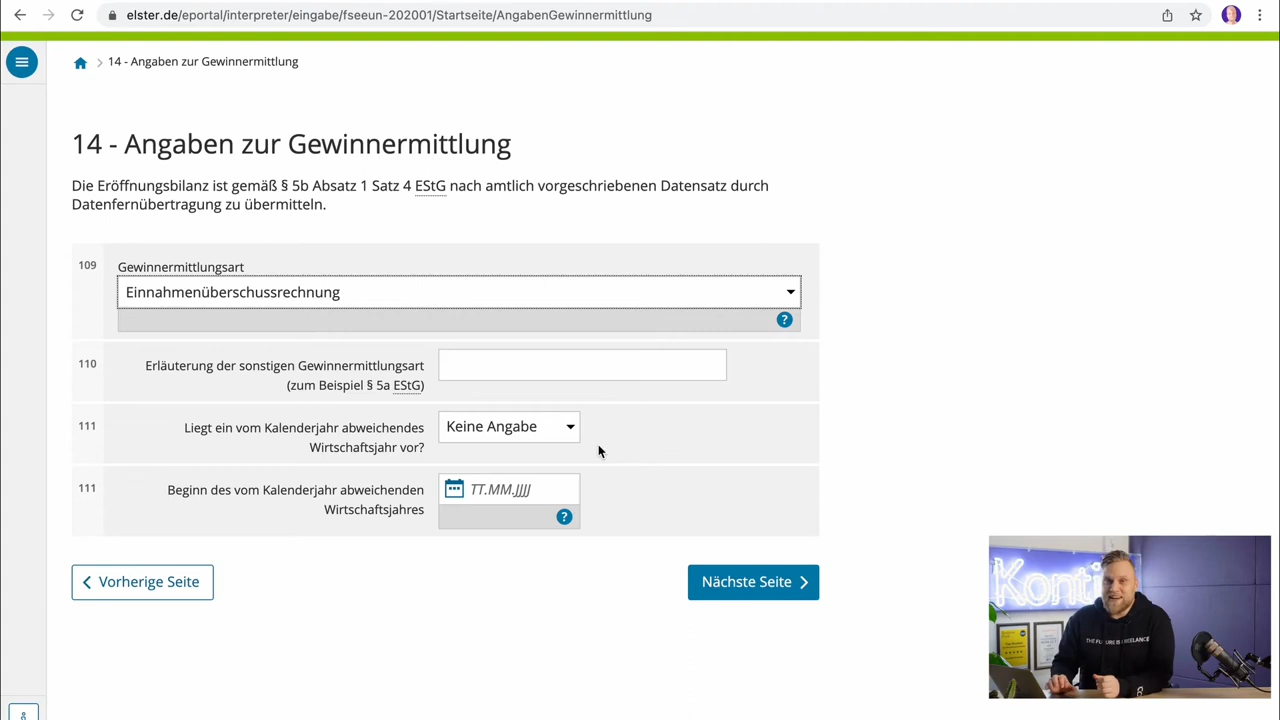 elster.de/eportal/interpreter/eingabe/fseeun-202001/Startseite/AngabenGewinnermittlung
14 - Angaben zur Gewinnermittlung
14 - Angaben zur Gewinnermittlung
Die Eröffnungsbilanz ist gemäß § 5b Absatz 1 Satz 4 EStG nach amtlich vorgeschriebenen Datensatz durch
Datenfernübertragung zu übermitteln.
109
Gewinnermittlungsart
Einnahmenüberschussrechnung
?
110
Erläuterung der sonstigen Gewinnermittlungsart
(zum Beispiel § 5a EStG)
111
Liegt ein vom Kalenderjahr abweichendes
Wirtschaftsjahr vor?
Keine Angabe
111
Beginn des vom Kalenderjahr abweichenden
Wirtschaftsjahres
TT.MM.JJJJ
?
Vorherige Seite
Nächste Seite
Konti
THE FUTURE IS FREELANCE